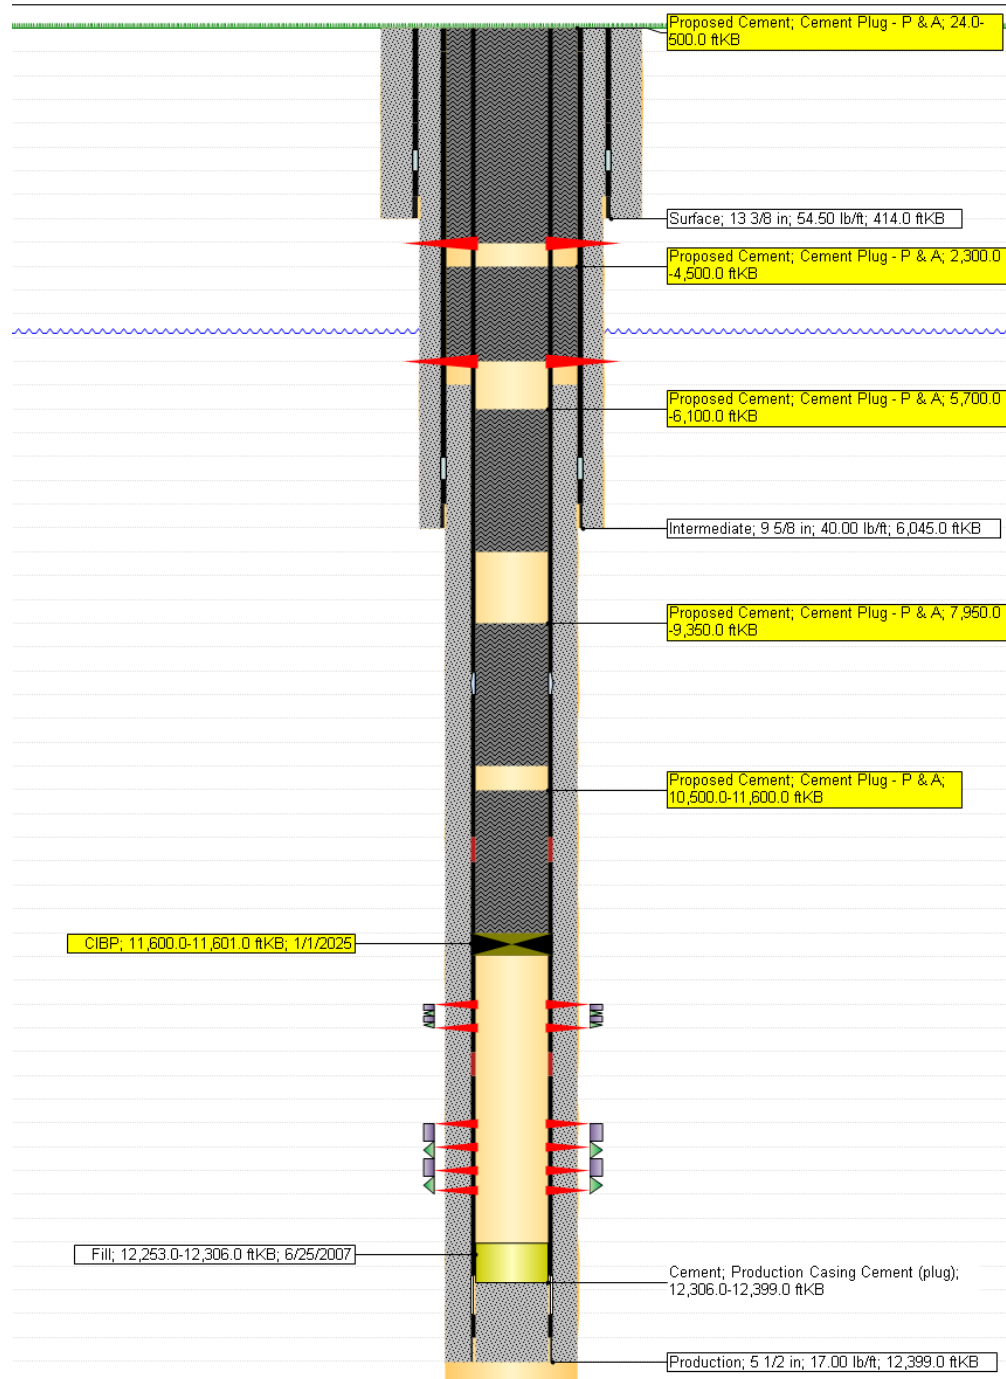 Proposed Cement; Cement Plug - P & A; 24.0-
500.0 ftKB
Surface; 13 3/8 in; 54.50 lb/ft; 414.0 ftKB
Proposed Cement; Cement Plug - P & A; 2,300.0
-4,500.0 ftKB
Proposed Cement; Cement Plug - P & A; 5,700.0
-6,100.0 ftKB
Intermediate; 9 5/8 in; 40.00 lb/ft; 6,045.0 ftKB
Proposed Cement; Cement Plug - P & A; 7,950.0
-9,350.0 ftKB
Proposed Cement; Cement Plug - P & A;
10,500.0-11,600.0 ftKB
CIBP; 11,600.0-11,601.0 ftKB; 1/1/2025
Fill; 12,253.0-12,306.0 ftKB; 6/25/2007
Cement; Production Casing Cement (plug);
12,306.0-12,399.0 ftKB
Production; 5 1/2 in; 17.00 lb/ft; 12,399.0 ftKB